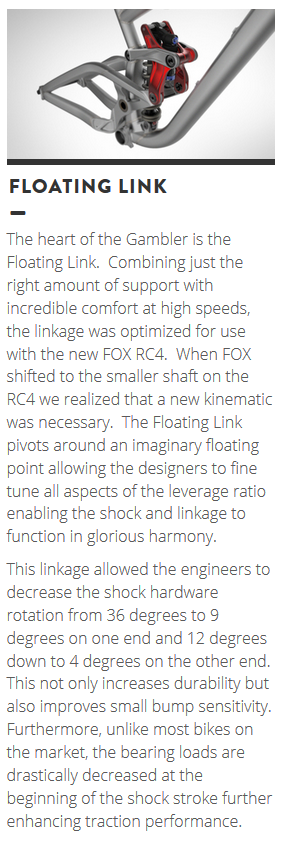 FLOATING LINK
The heart of the Gambler is the
Floating Link.  Combining just the
right amount of support with
incredible comfort at high speeds,
the linkage was optimized for use
with the new FOX RC4.  When FOX
shifted to the smaller shaft on the
RC4 we realized that a new kinematic
was necessary.  The Floating Link
pivots around an imaginary floating
point allowing the designers to fine
tune all aspects of the leverage ratio
enabling the shock and linkage to
function in glorious harmony.
This linkage allowed the engineers to
decrease the shock hardware
rotation from 36 degrees to 9
degrees on one end and 12 degrees
down to 4 degrees on the other end.
This not only increases durability but
also improves small bump sensitivity.
Furthermore, unlike most bikes on
the market, the bearing loads are
drastically decreased at the
beginning of the shock stroke further
enhancing traction performance.